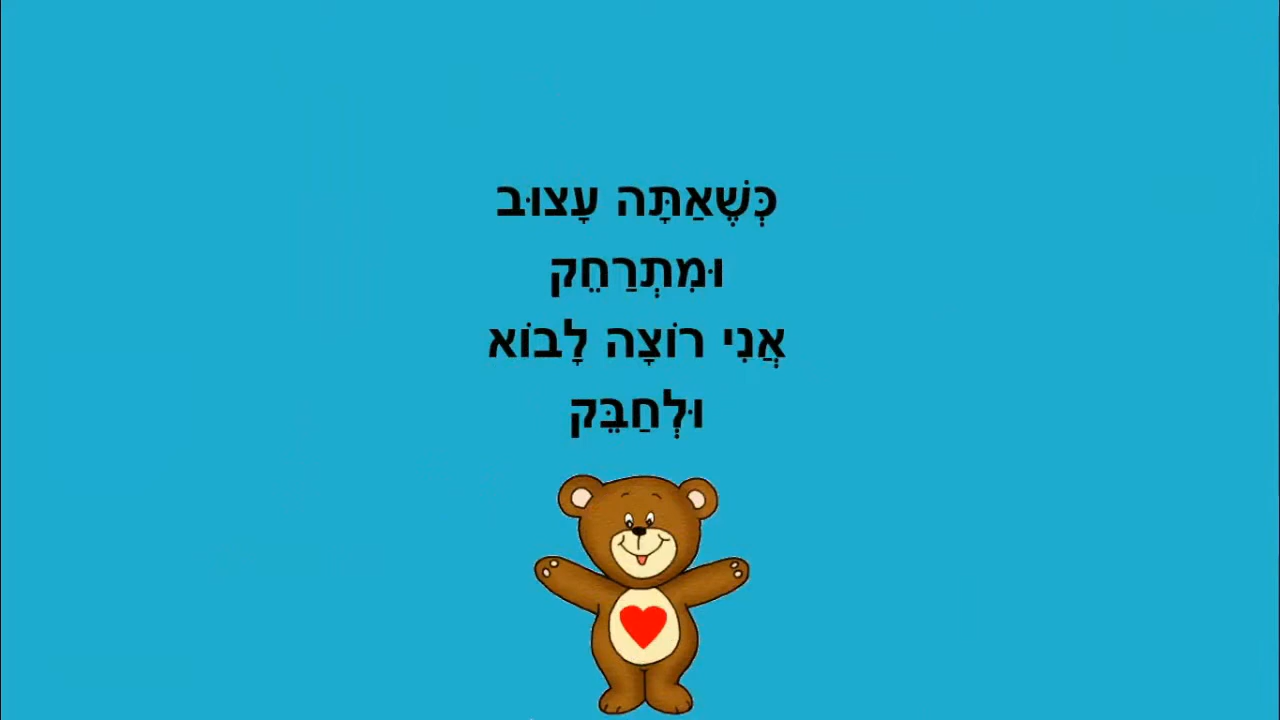 כְּשֶׁאַתָּה עָצוּב
וּמִתְרַחֵק
אֲנִי רוֹצָה לָבוֹא
וּלְחַבֵּק